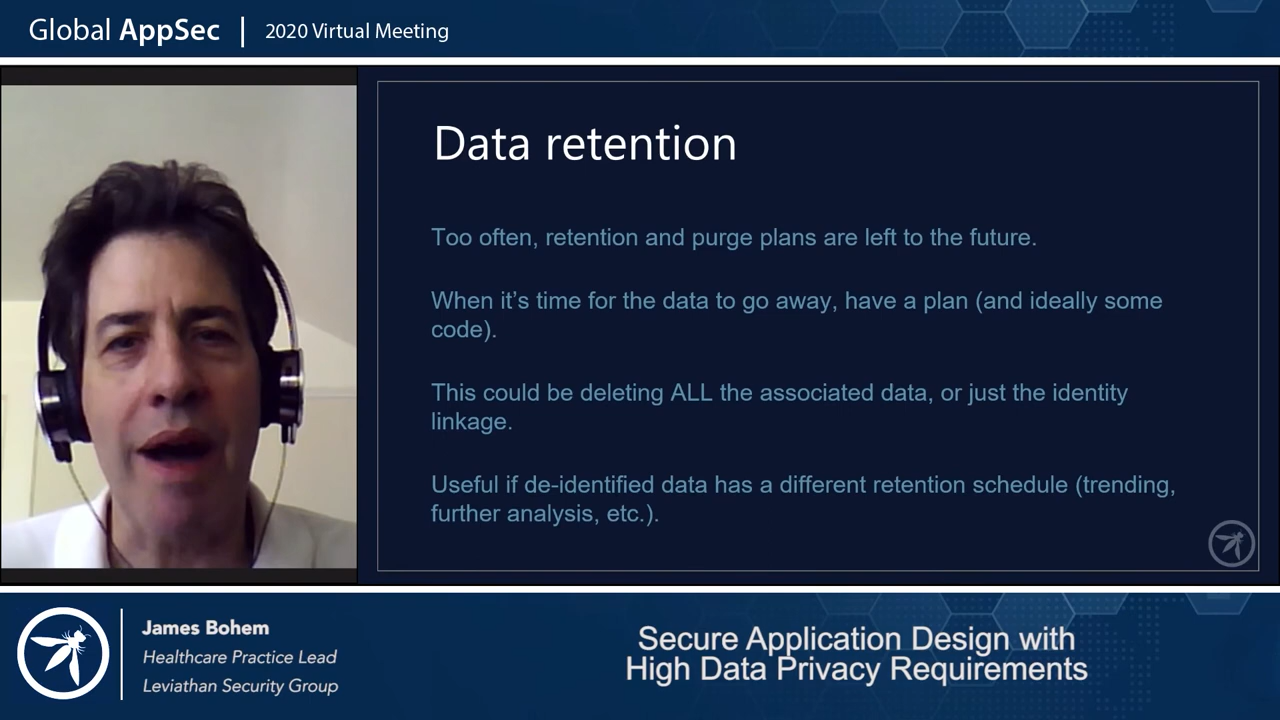 Global AppSec | 2020 Virtual Meeting
Data retention
Too often, retention and purge plans are left to the future.
When it’s time for the data to go away, have a plan (and ideally some
code).
This could be deleting ALL the associated data, or just the identity
linkage.
Useful if de-identified data has a different retention schedule (trending,
further analysis, etc.).
James Bohem
Healthcare Practice Lead
Leviathan Security Group
Secure Application Design with
High Data Privacy Requirements